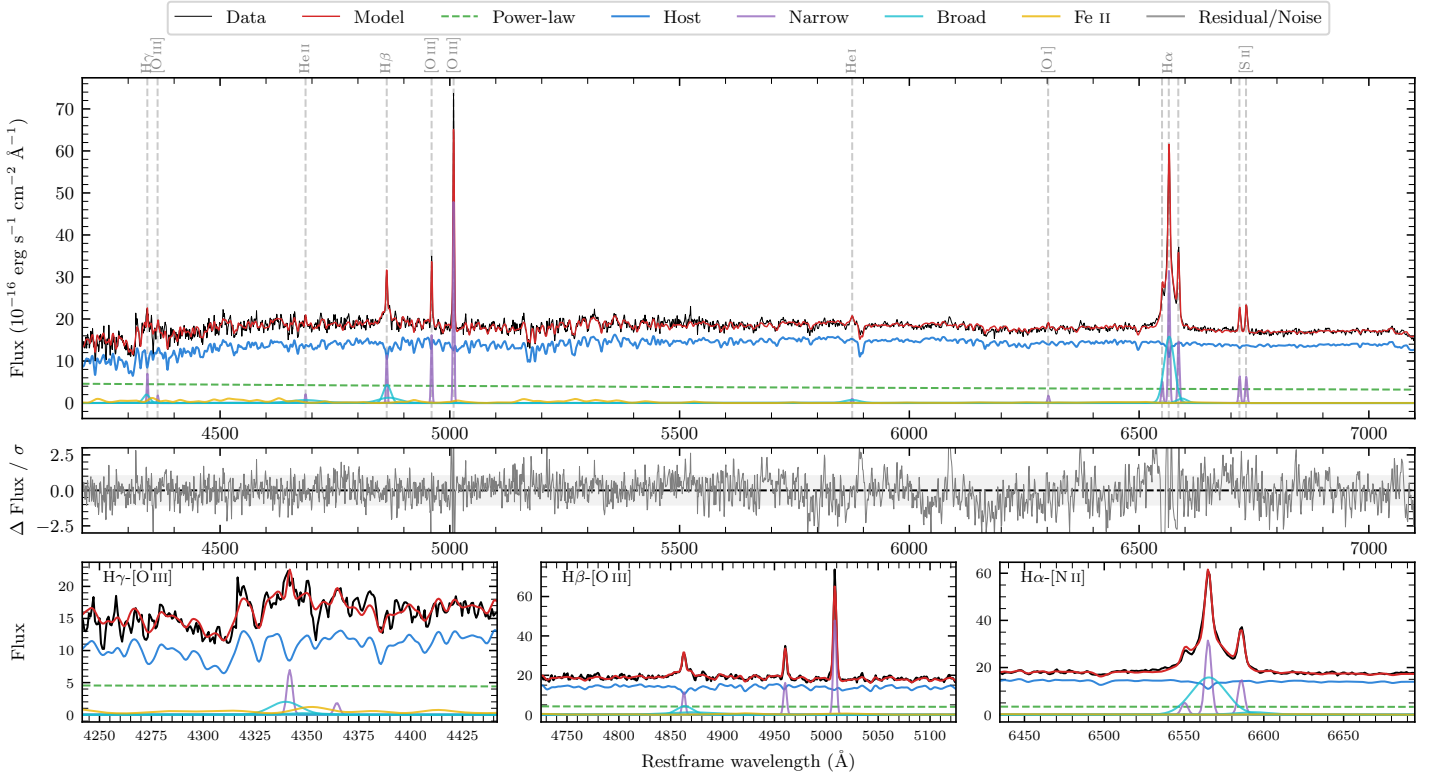 Data Model Power-law Host Narrow Broad Fe II Residual/Noise
Hγ [O III] He II Hβ [O III] [O III] He I [O I] Hα [S II]
Flux (10⁻¹⁶ erg s⁻¹ cm⁻² Å⁻¹)
70
60
50
40
30
20
10
0
4500 5000 5500 6000 6500 7000
Δ Flux / σ
2.5
0.0
−2.5
4500 5000 5500 6000 6500 7000
Flux
Hγ-[O III]
20
15
10
5
0
4250 4275 4300 4325 4350 4375 4400 4425
Hβ-[O III]
80
60
40
20
0
4750 4800 4850 4900 4950 5000 5050 5100
Hα-[N II]
60
40
20
0
6450 6500 6550 6600 6650
Restframe wavelength (Å)